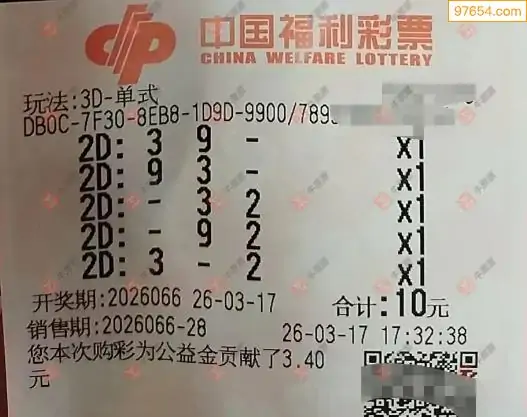 97654.com
中国福利彩票
CHINA WELFARE LOTTERY
玩法:3D-单式
DB0C-7F30-8EB8-1D9D-9900/789
2D: 3 9 - X1
2D: 9 3 - X1
2D: - 3 2 X1
2D: - 9 2 X1
2D: 3 - 2 X1
开奖期:2026066 26-03-17 合计:10元
销售期:2026066-28 26-03-17 17:32:38
您本次购彩为公益金贡献了3.40
元